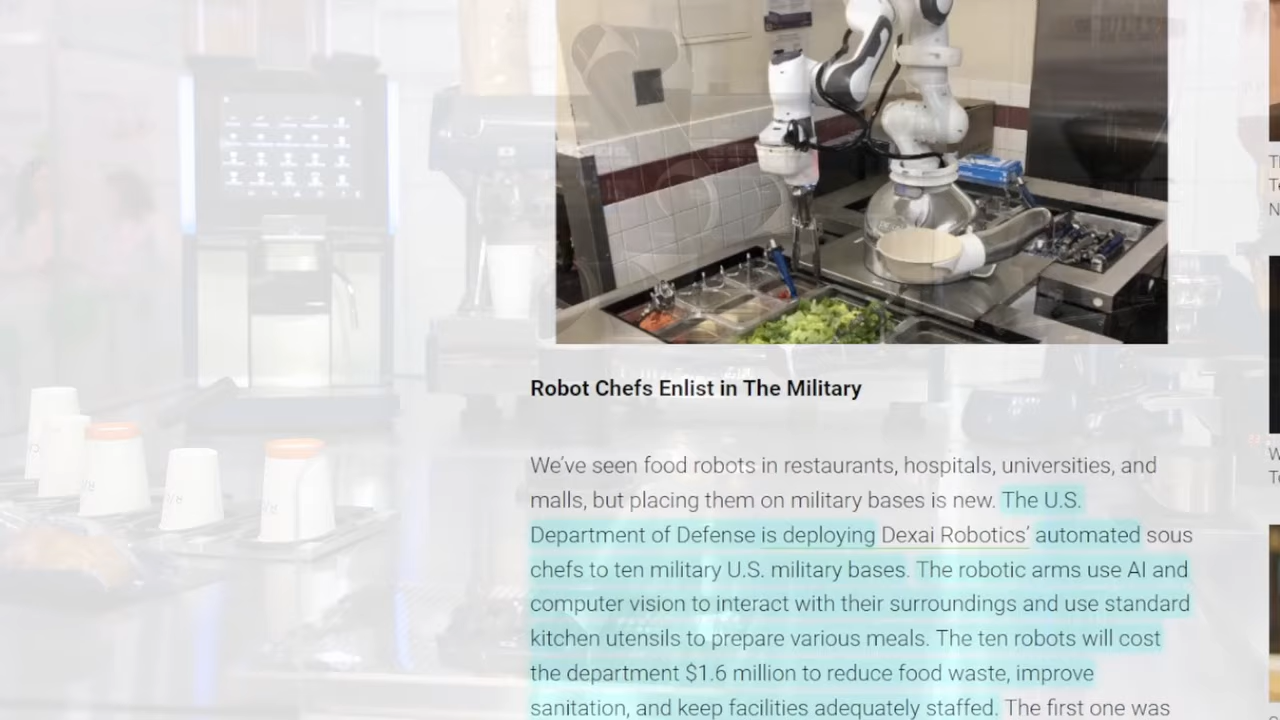 Robot Chefs Enlist in The Military
We’ve seen food robots in restaurants, hospitals, universities, and
malls, but placing them on military bases is new. The U.S.
Department of Defense is deploying Dexai Robotics’ automated sous
chefs to ten military U.S. military bases. The robotic arms use AI and
computer vision to interact with their surroundings and use standard
kitchen utensils to prepare various meals. The ten robots will cost
the department $1.6 million to reduce food waste, improve
sanitation, and keep facilities adequately staffed. The first one was